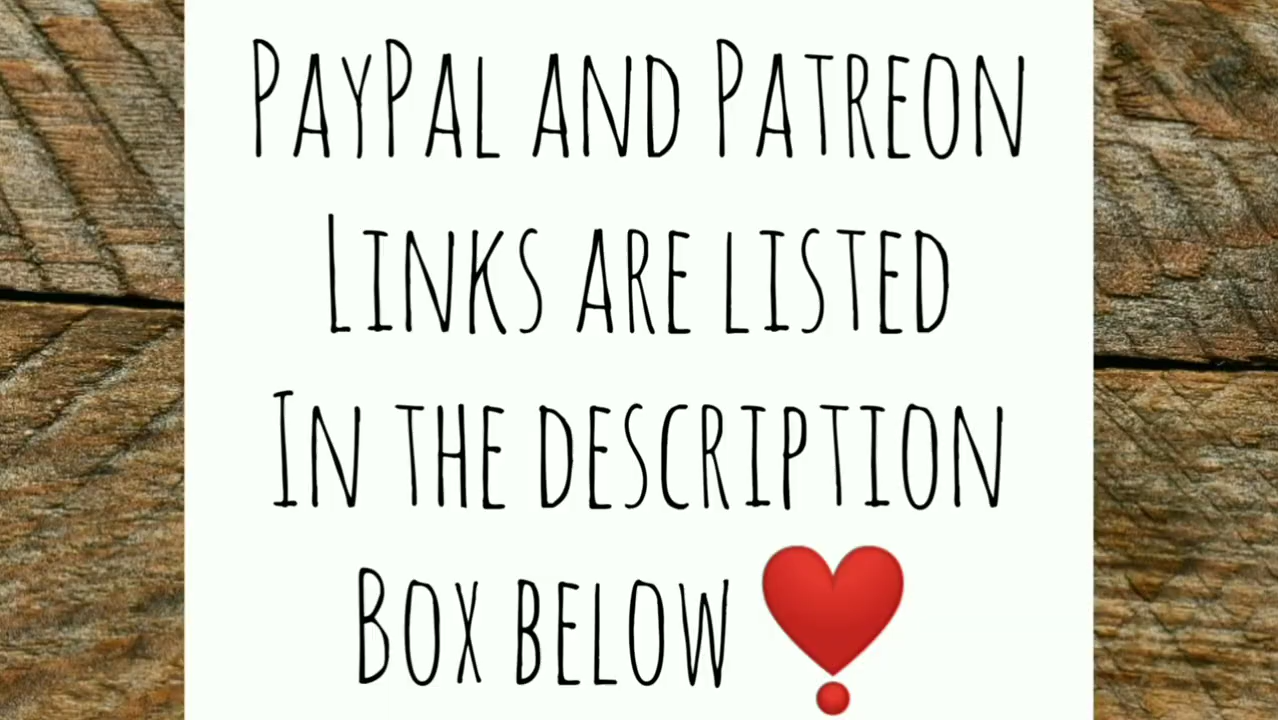 PAYPAL AND PATREON
LINKS ARE LISTED
IN THE DESCRIPTION
BOX BELOW ❣